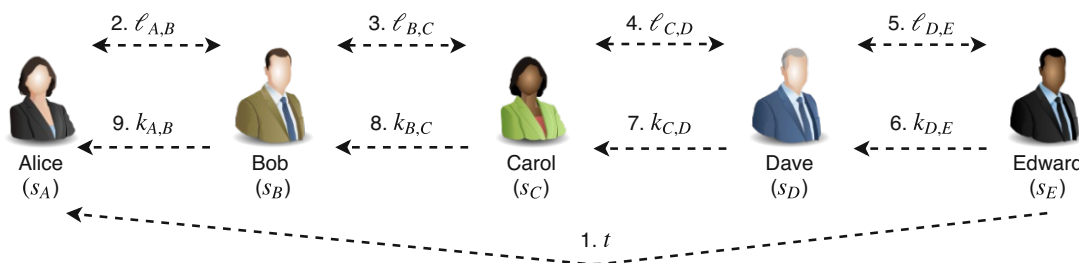 2. ℓ_{A,B} 3. ℓ_{B,C} 4. ℓ_{C,D} 5. ℓ_{D,E}
9. k_{A,B} 8. k_{B,C} 7. k_{C,D} 6. k_{D,E}
Alice Bob Carol Dave Edward
(s_A) (s_B) (s_C) (s_D) (s_E)
1. t